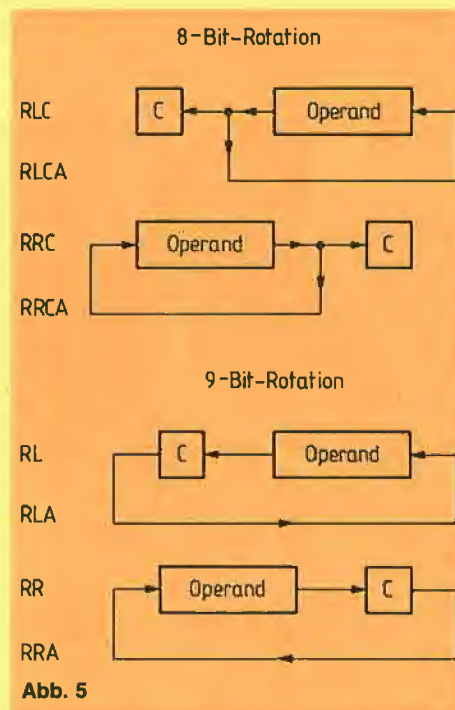 8-Bit-Rotation
RLC C Operand
RLCA
RRC Operand C
RRCA
9-Bit-Rotation
RL C Operand
RLA
RR Operand C
RRA
Abb. 5